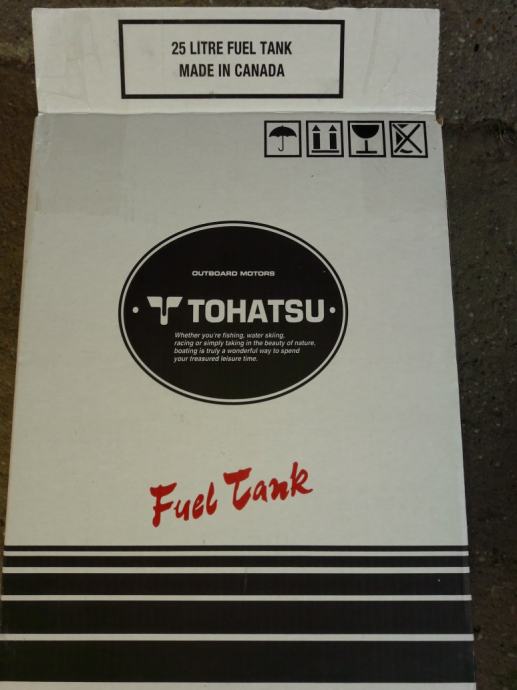 25 LITRE FUEL TANK
MADE IN CANADA
OUTBOARD MOTORS
TOHATSU
Whether you're fishing, water skiing,
racing or simply taking in the beauty of nature,
boating is truly a wonderful way to spend
your treasured leisure time.
Fuel Tank